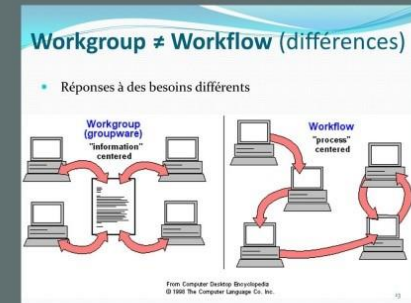 Workgroup ≠ Workflow (différences)
• Réponses à des besoins différents
Workgroup
(groupware)
"information"
centered
Workflow
"process"
centered
From Computer Desktop Encyclopedia
© 1998 The Computer Language Co. Inc.